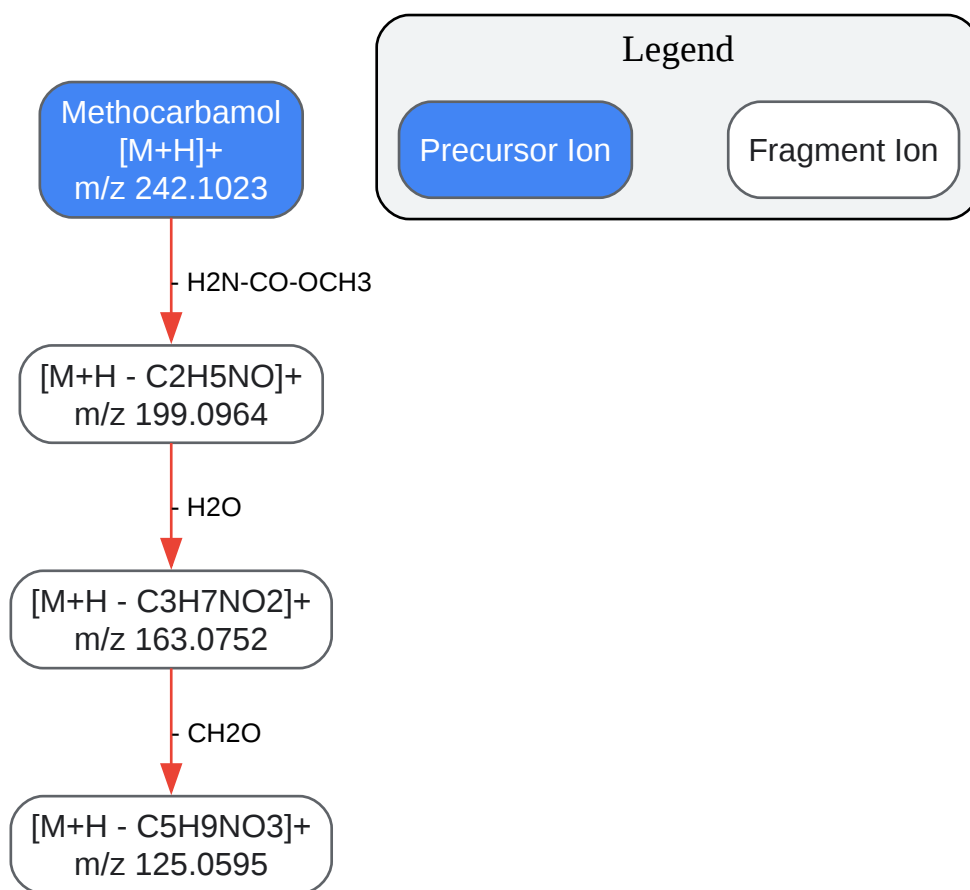 Legend
Methocarbamol
[M+H]+
m/z 242.1023
Precursor Ion
Fragment Ion
- H2N-CO-OCH3
[M+H - C2H5NO]+
m/z 199.0964
- H2O
[M+H - C3H7NO2]+
m/z 163.0752
- CH2O
[M+H - C5H9NO3]+
m/z 125.0595